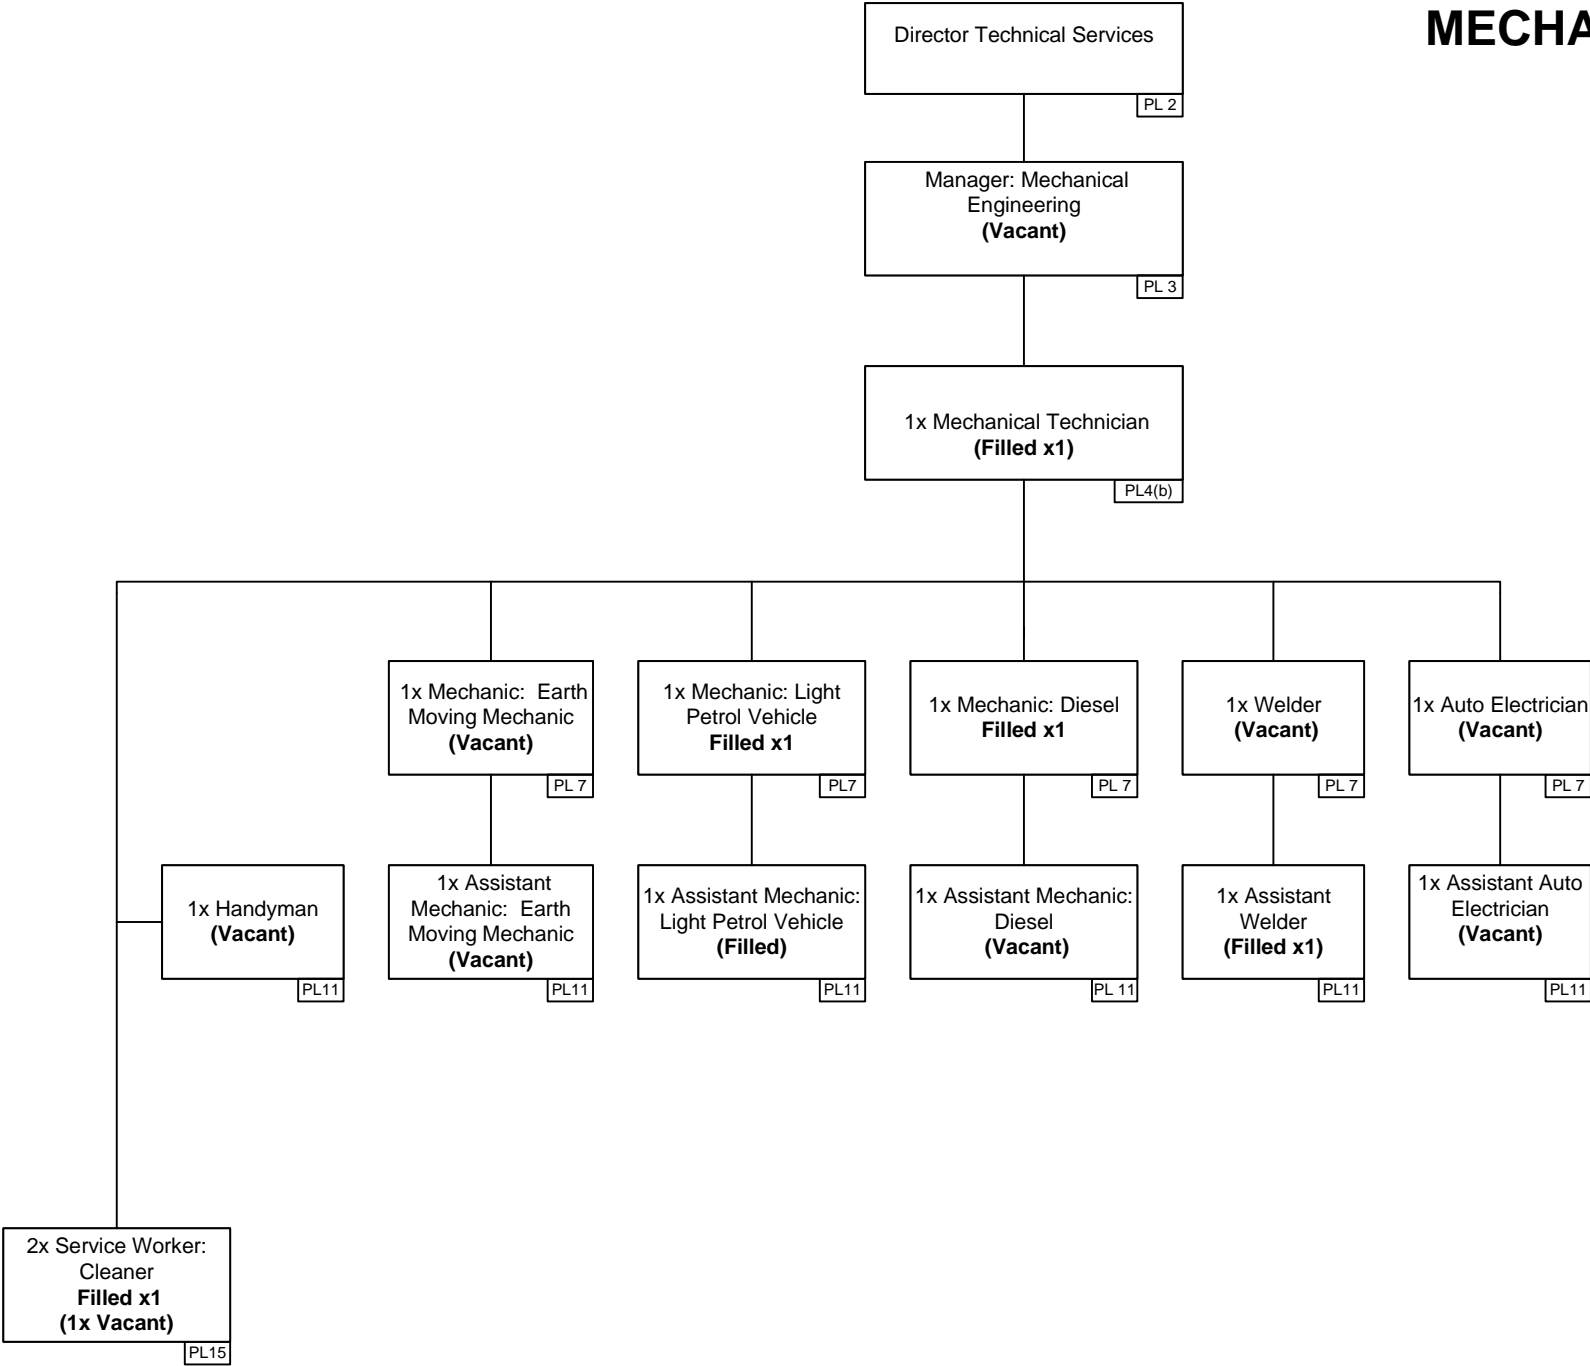 MECHA
Director Technical Services
PL 2
Manager: Mechanical
Engineering
(Vacant)
PL 3
1x Mechanical Technician
(Filled x1)
PL4(b)
1x Mechanic: Earth
Moving Mechanic
(Vacant)
PL 7
1x Mechanic: Light
Petrol Vehicle
Filled x1
PL7
1x Mechanic: Diesel
Filled x1
PL 7
1x Welder
(Vacant)
PL 7
1x Auto Electrician
(Vacant)
PL 7
1x Handyman
(Vacant)
PL11
1x Assistant
Mechanic: Earth
Moving Mechanic
(Vacant)
PL11
1x Assistant Mechanic:
Light Petrol Vehicle
(Filled)
PL11
1x Assistant Mechanic:
Diesel
(Vacant)
PL 11
1x Assistant
Welder
(Filled x1)
PL11
1x Assistant Auto
Electrician
(Vacant)
PL11
2x Service Worker:
Cleaner
Filled x1
(1x Vacant)
PL15